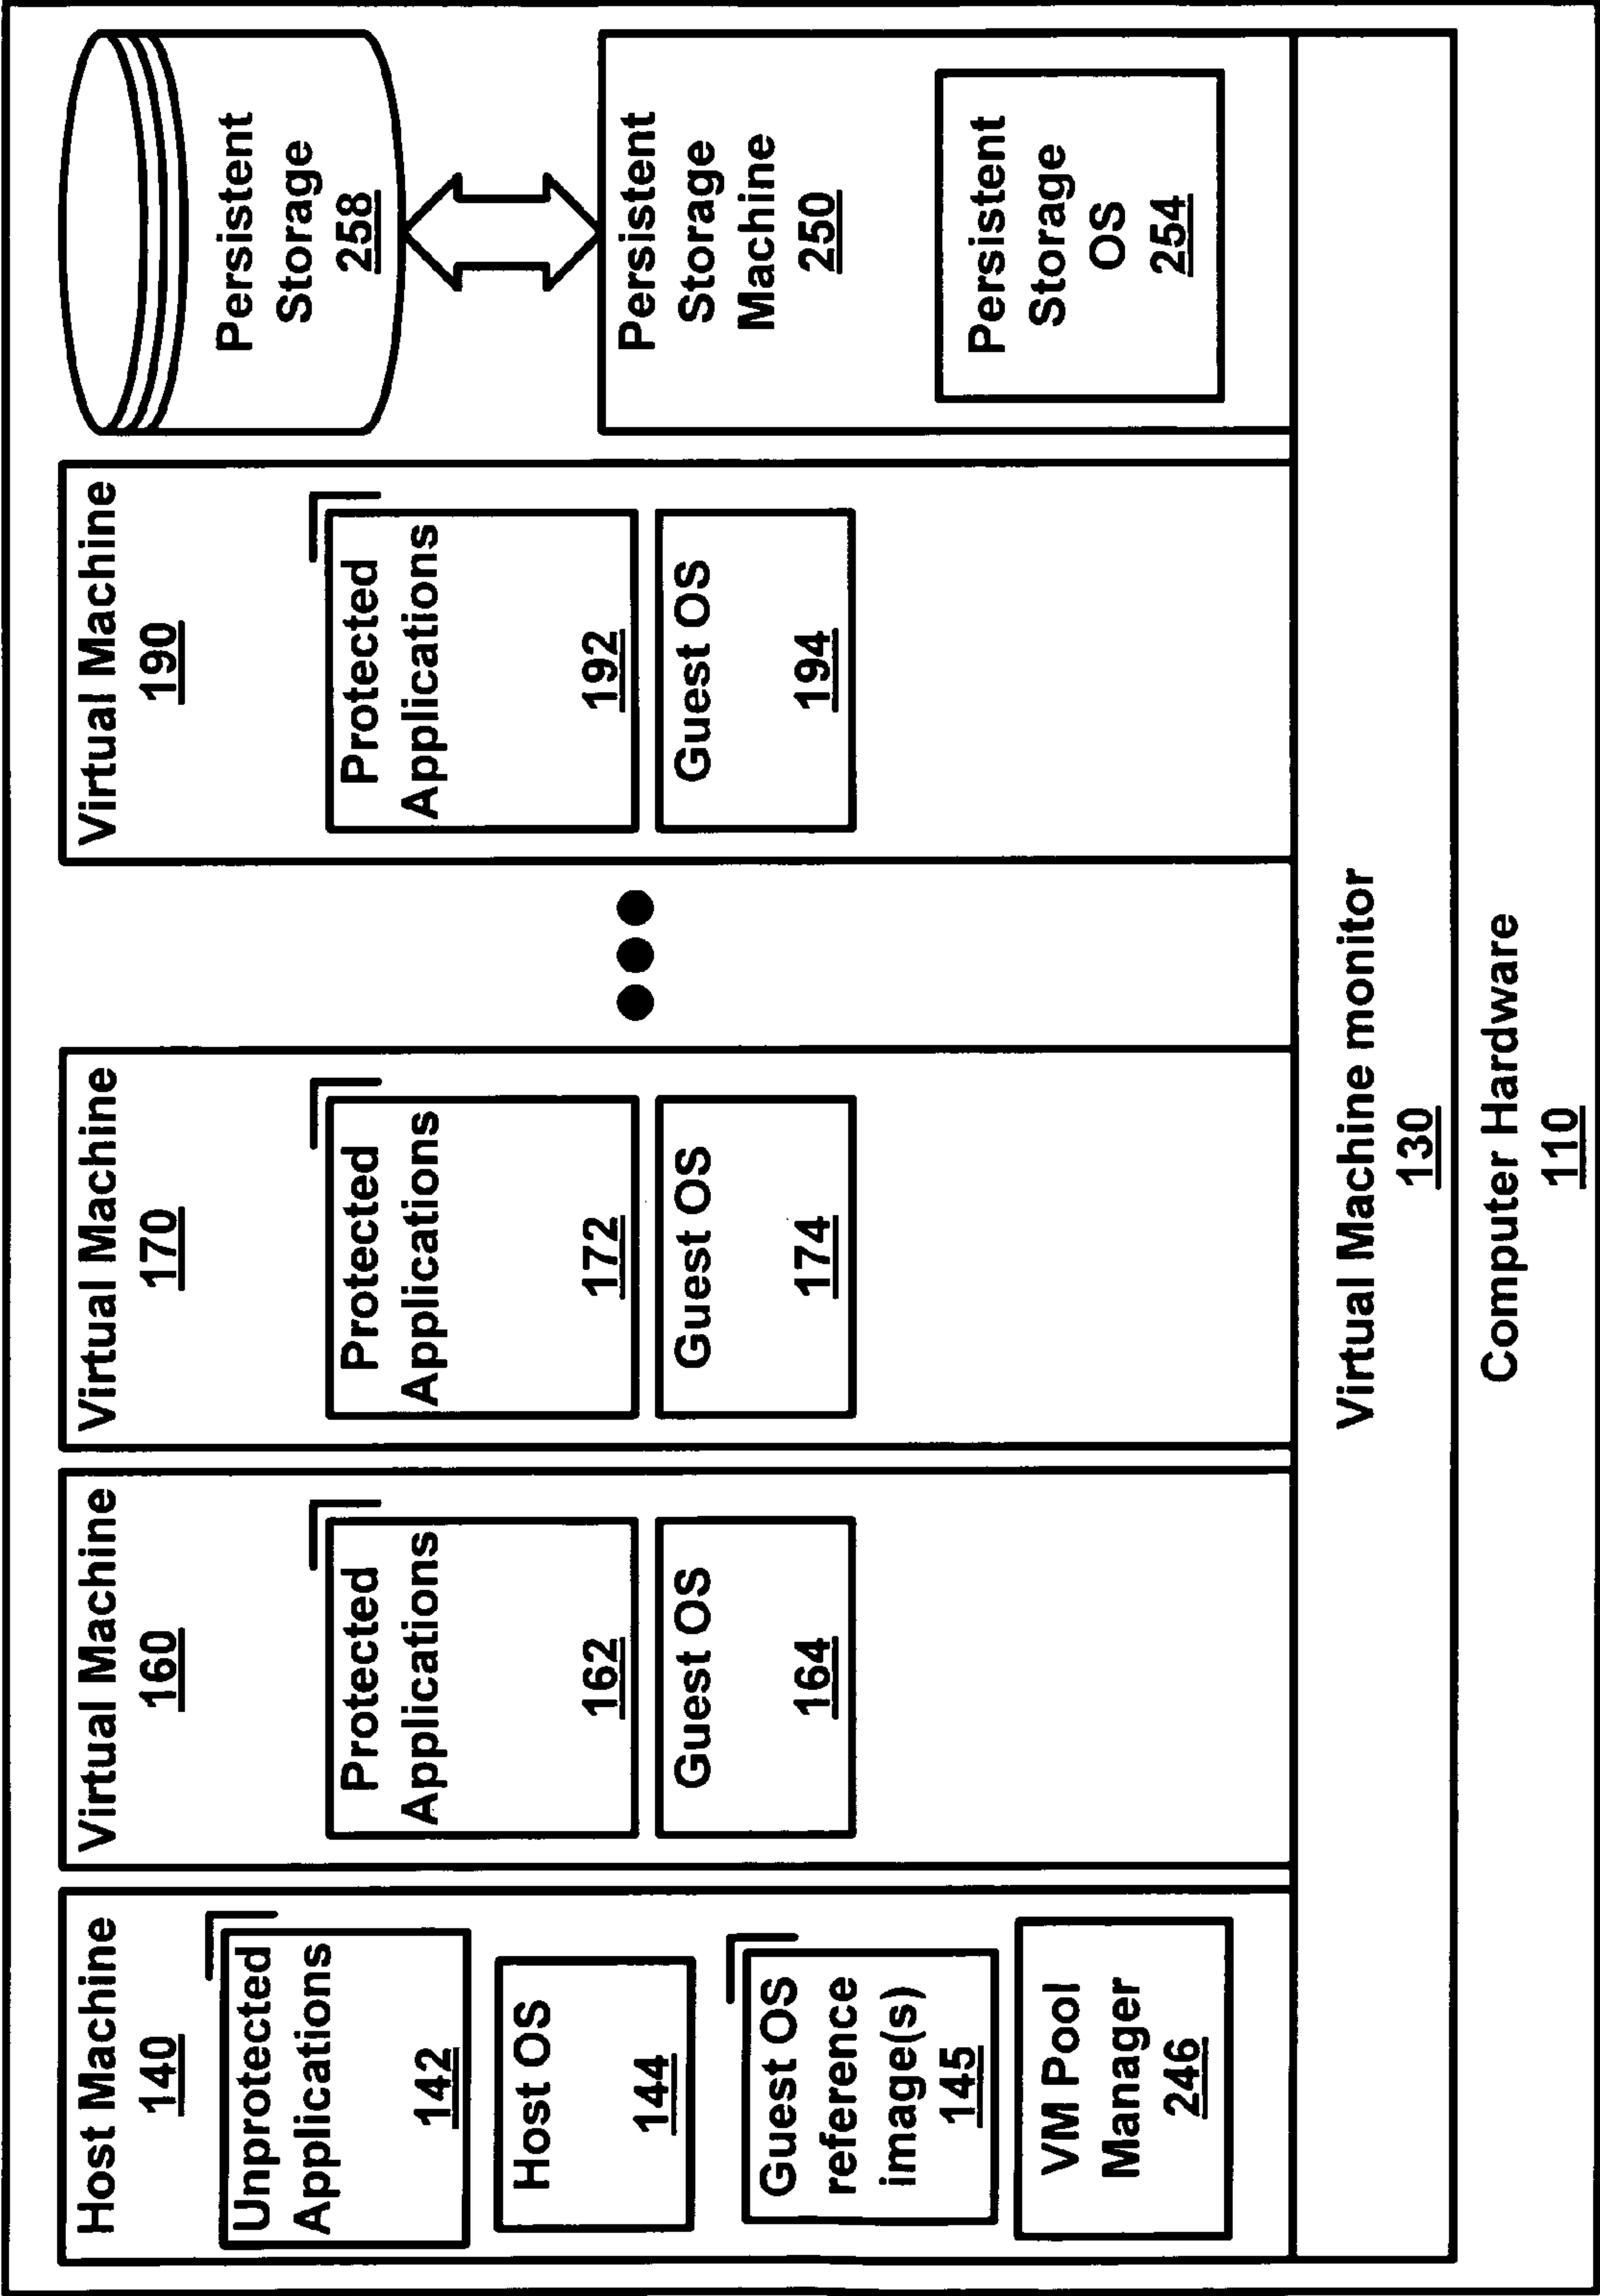 Host Machine
140
Unprotected
Applications
142
Host OS
144
Guest OS
reference
image(s)
145
VM Pool
Manager
246
Virtual Machine
160
Protected
Applications
162
Guest OS
164
Virtual Machine
170
Protected
Applications
172
Guest OS
174
Virtual Machine
190
Protected
Applications
192
Guest OS
194
Persistent
Storage
258
Persistent
Storage
Machine
250
Persistent
Storage
OS
254
Virtual Machine monitor
130
Computer Hardware
110